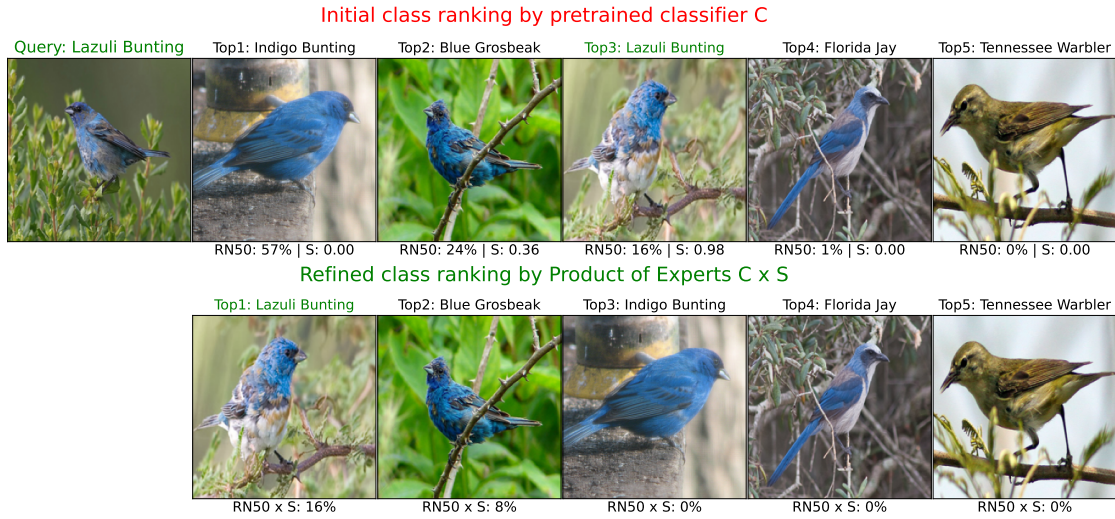 Initial class ranking by pretrained classifier C
Query: Lazuli Bunting
Top1: Indigo Bunting
Top2: Blue Grosbeak
Top3: Lazuli Bunting
Top4: Florida Jay
Top5: Tennessee Warbler
RN50: 57% | S: 0.00
RN50: 24% | S: 0.36
RN50: 16% | S: 0.98
RN50: 1% | S: 0.00
RN50: 0% | S: 0.00
Refined class ranking by Product of Experts C x S
Top1: Lazuli Bunting
Top2: Blue Grosbeak
Top3: Indigo Bunting
Top4: Florida Jay
Top5: Tennessee Warbler
RN50 x S: 16%
RN50 x S: 8%
RN50 x S: 0%
RN50 x S: 0%
RN50 x S: 0%